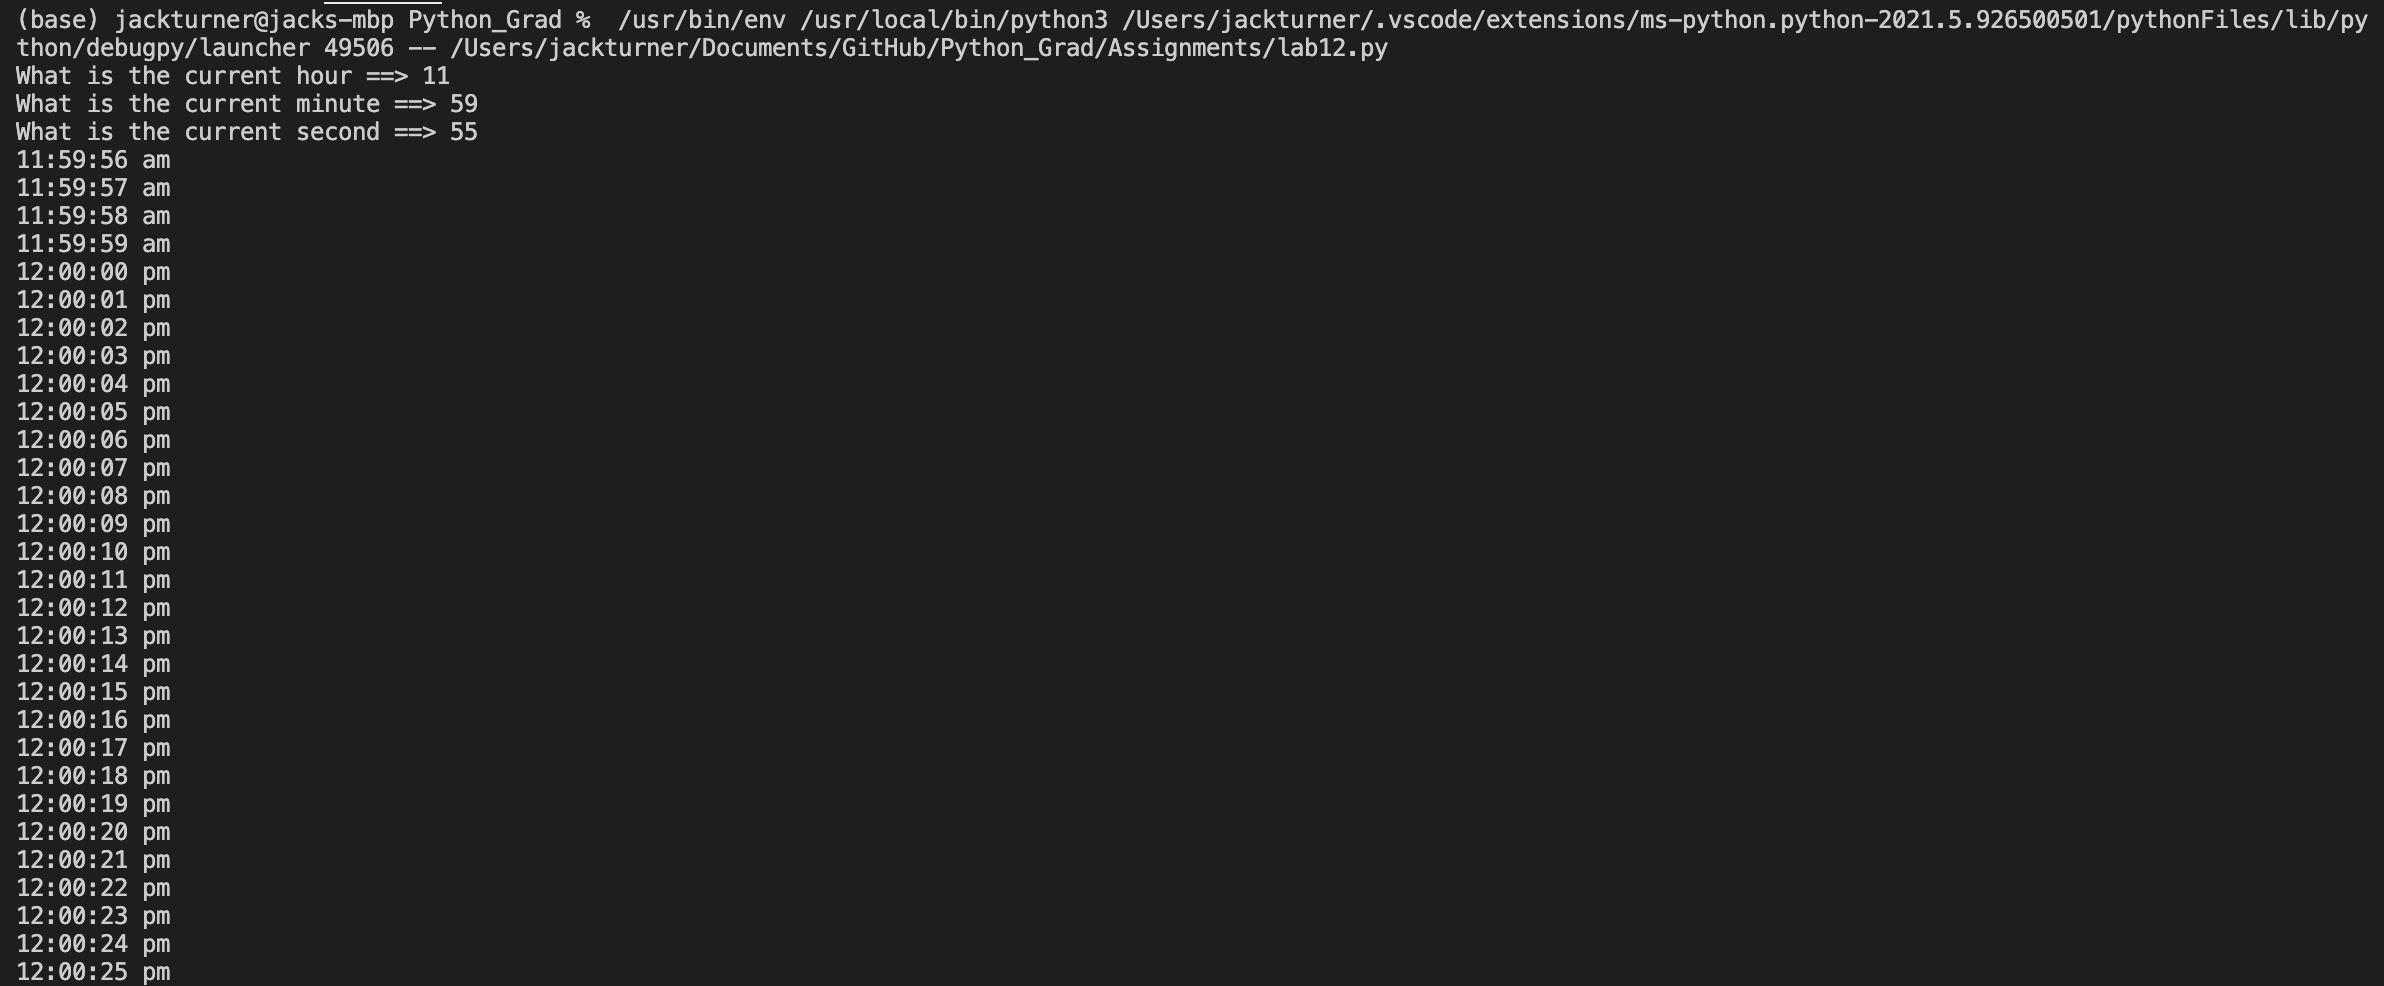 (base) jackturner@jacks-mbp Python_Grad %  /usr/bin/env /usr/local/bin/python3 /Users/jackturner/.vscode/extensions/ms-python.python-2021.5.926500501/pythonFiles/lib/py
thon/debugpy/launcher 49506 -- /Users/jackturner/Documents/GitHub/Python_Grad/Assignments/lab12.py
What is the current hour ==> 11
What is the current minute ==> 59
What is the current second ==> 55
11:59:56 am
11:59:57 am
11:59:58 am
11:59:59 am
12:00:00 pm
12:00:01 pm
12:00:02 pm
12:00:03 pm
12:00:04 pm
12:00:05 pm
12:00:06 pm
12:00:07 pm
12:00:08 pm
12:00:09 pm
12:00:10 pm
12:00:11 pm
12:00:12 pm
12:00:13 pm
12:00:14 pm
12:00:15 pm
12:00:16 pm
12:00:17 pm
12:00:18 pm
12:00:19 pm
12:00:20 pm
12:00:21 pm
12:00:22 pm
12:00:23 pm
12:00:24 pm
12:00:25 pm